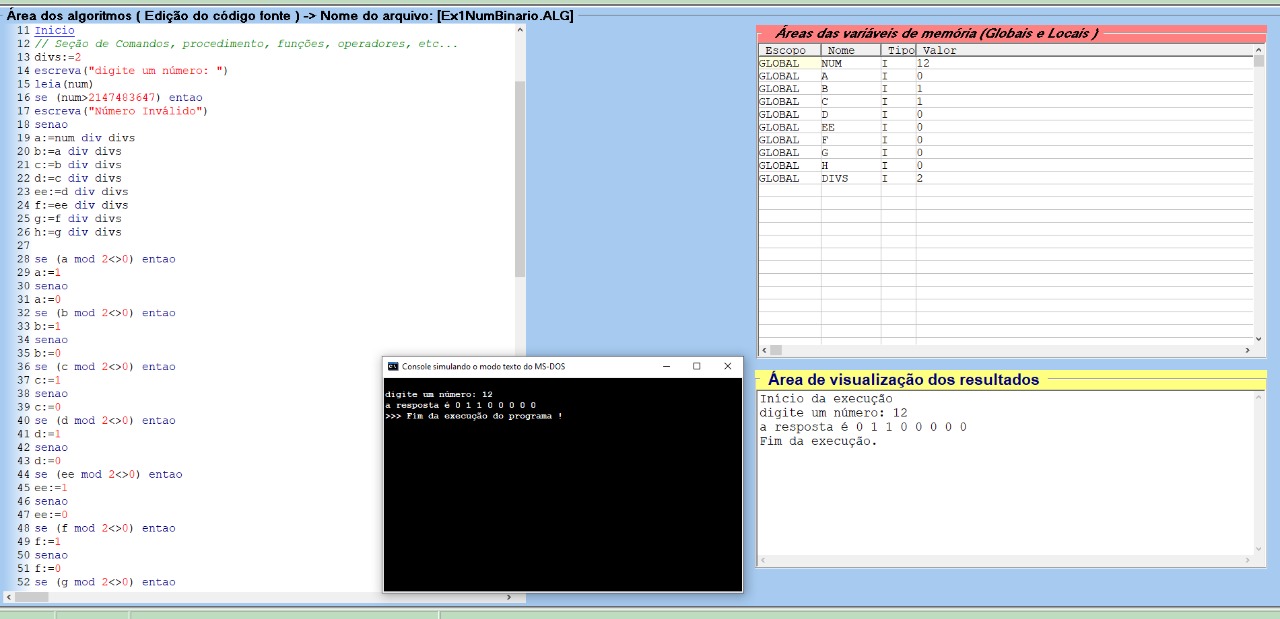 Área dos algoritmos ( Edição do código fonte ) -> Nome do arquivo: [Ex1NumBinario.ALG]
11 Inicio
12 // Seção de Comandos, procedimento, funções, operadores, etc...
13 divs:=2
14 escreva("digite um número: ")
15 leia(num)
16 se (num>2147483647) entao
17 escreva("Número Inválido")
18 senao
19 a:=num div divs
20 b:=a div divs
21 c:=b div divs
22 d:=c div divs
23 ee:=d div divs
24 f:=ee div divs
25 g:=f div divs
26 h:=g div divs
27
28 se (a mod 2<>0) entao
29 a:=1
30 senao
31 a:=0
32 se (b mod 2<>0) entao
33 b:=1
34 senao
35 b:=0
36 se (c mod 2<>0) entao
37 c:=1
38 senao
39 c:=0
40 se (d mod 2<>0) entao
41 d:=1
42 senao
43 d:=0
44 se (ee mod 2<>0) entao
45 ee:=1
46 senao
47 ee:=0
48 se (f mod 2<>0) entao
49 f:=1
50 senao
51 f:=0
52 se (g mod 2<>0) entao
Console simulando o modo texto do MS-DOS
digite um número: 12
a resposta é 0 1 1 0 0 0 0 0
>>> Fim da execução do programa !
Áreas das variáveis de memória (Globais e Locais )
Escopo Nome Tipo Valor
GLOBAL NUM I 12
GLOBAL A I 0
GLOBAL B I 1
GLOBAL C I 1
GLOBAL D I 0
GLOBAL EE I 0
GLOBAL F I 0
GLOBAL G I 0
GLOBAL H I 0
GLOBAL DIVS I 2
Área de visualização dos resultados
Início da execução
digite um número: 12
a resposta é 0 1 1 0 0 0 0 0
Fim da execução.